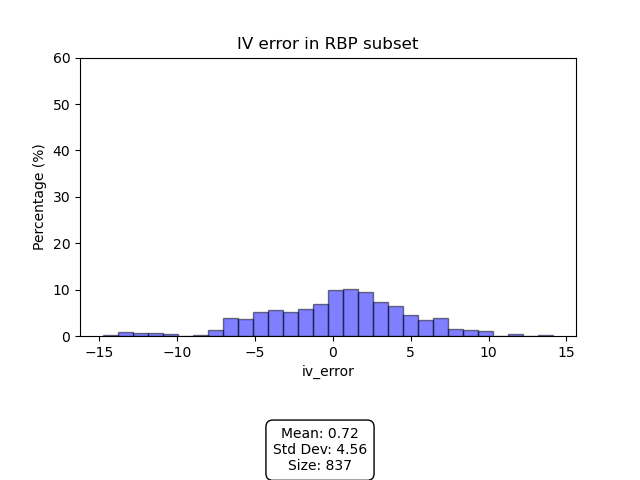 IV error in RBP subset
Percentage (%)
60
50
40
30
20
10
0
−15
−10
−5
0
5
10
15
iv_error
Mean: 0.72
Std Dev: 4.56
Size: 837